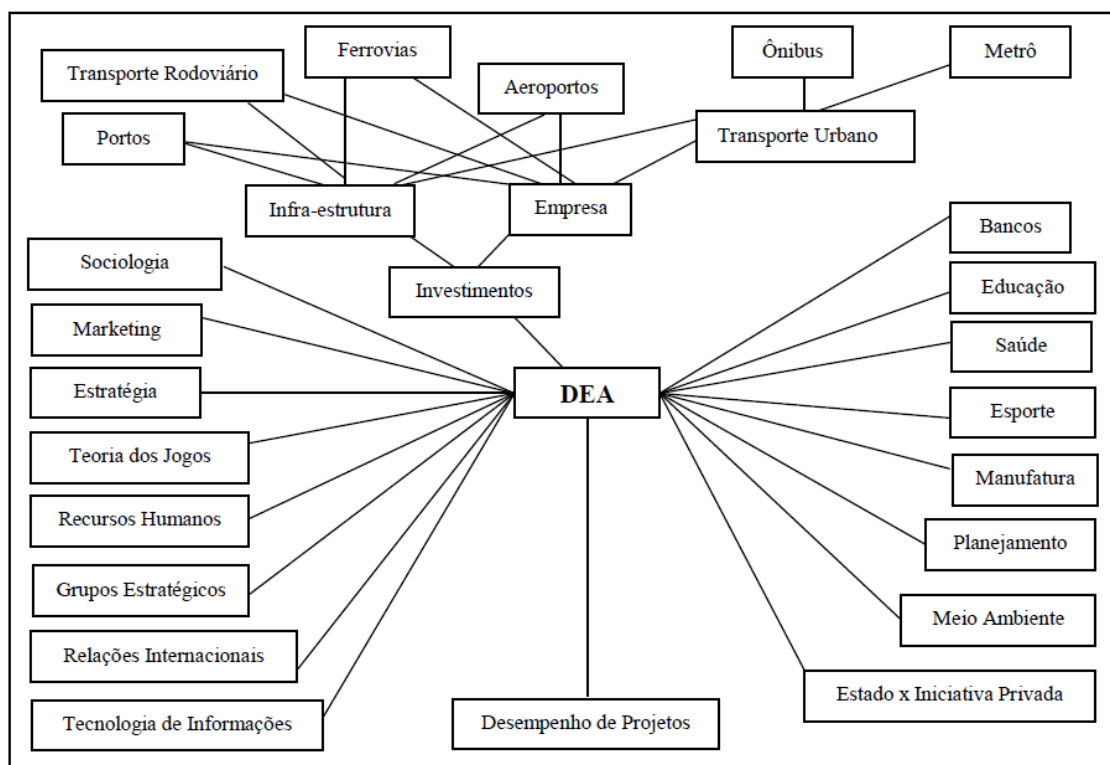 Ferrovias
Ônibus
Metrô
Transporte Rodoviário
Aeroportos
Portos
Transporte Urbano
Infra-estrutura
Empresa
Bancos
Sociologia
Investimentos
Educação
Marketing
Saúde
Estratégia
DEA
Esporte
Teoria dos Jogos
Manufatura
Recursos Humanos
Planejamento
Grupos Estratégicos
Meio Ambiente
Relações Internacionais
Estado x Iniciativa Privada
Tecnologia de Informações
Desempenho de Projetos